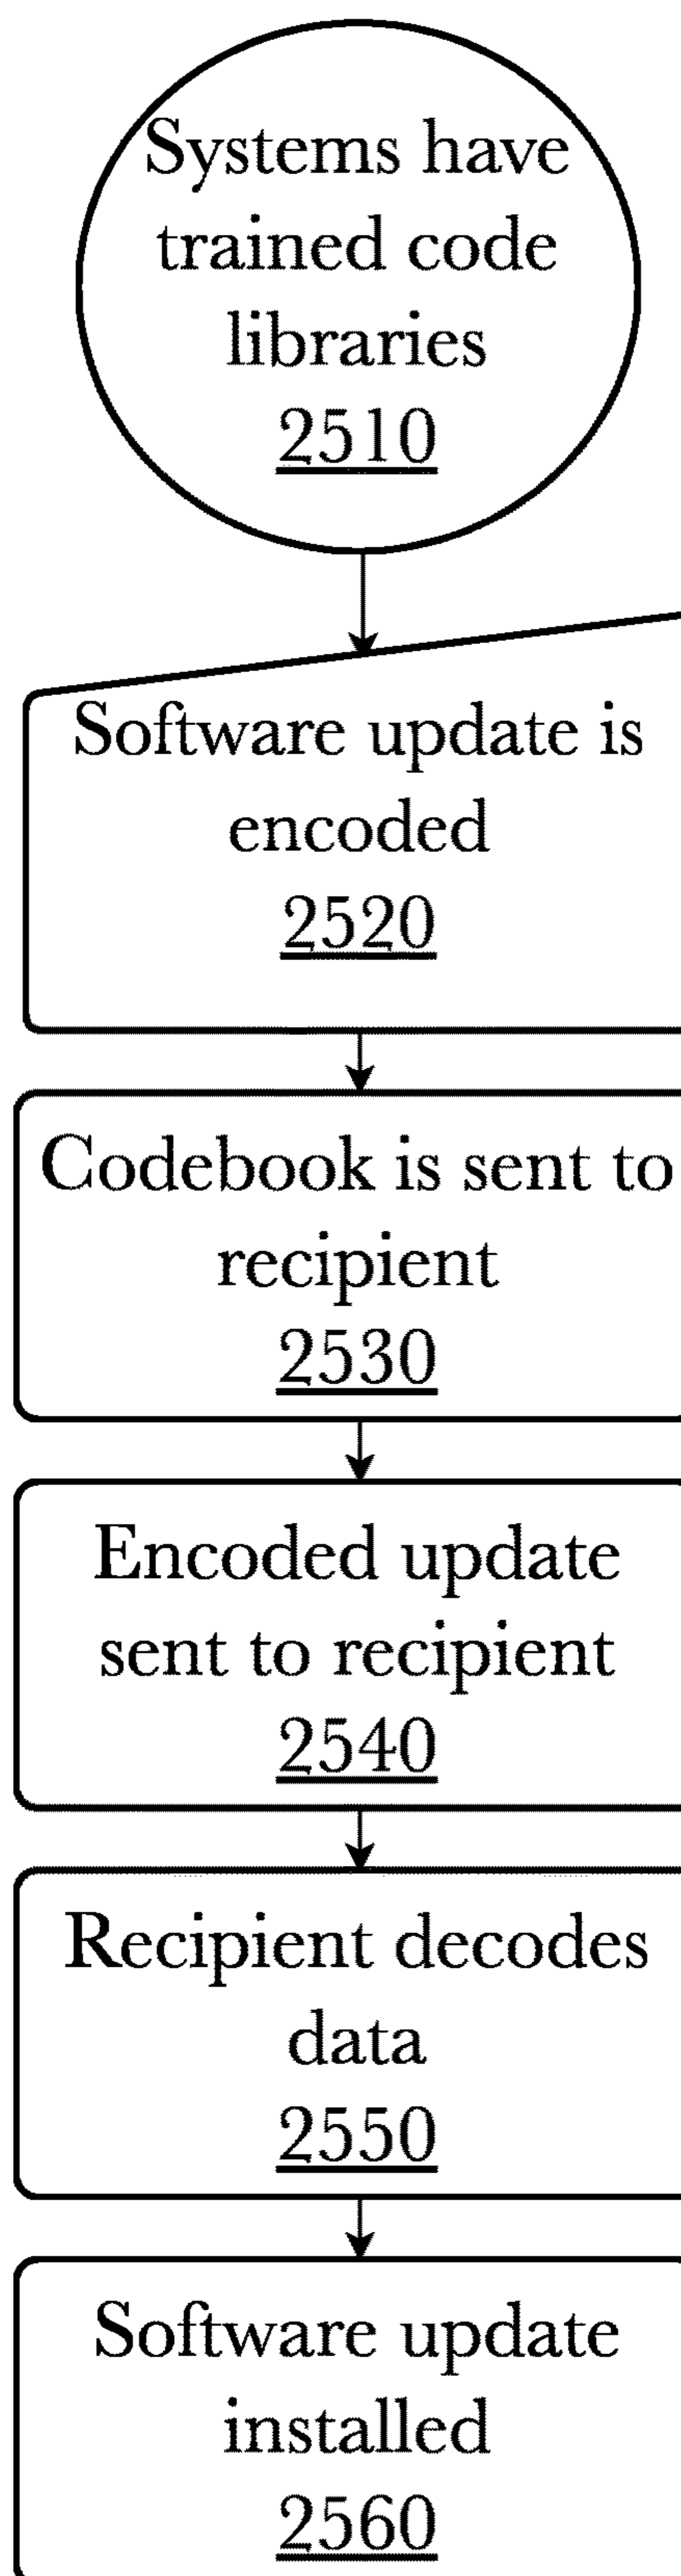 Systems have
trained code
libraries
2510
Software update is
encoded
2520
Codebook is sent to
recipient
2530
Encoded update
sent to recipient
2540
Recipient decodes
data
2550
Software update
installed
2560